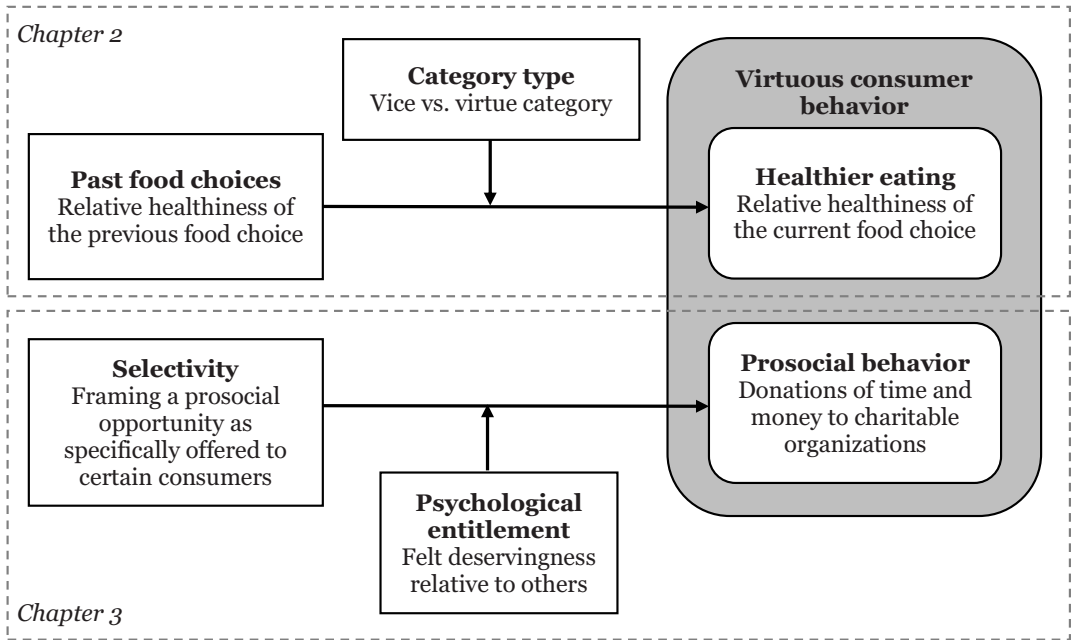 Chapter 2
Category type
Vice vs. virtue category
Virtuous consumer
behavior
Past food choices
Relative healthiness of
the previous food choice
Healthier eating
Relative healthiness of
the current food choice
Selectivity
Framing a prosocial
opportunity as
specifically offered to
certain consumers
Prosocial behavior
Donations of time and
money to charitable
organizations
Psychological
entitlement
Felt deservingness
relative to others
Chapter 3